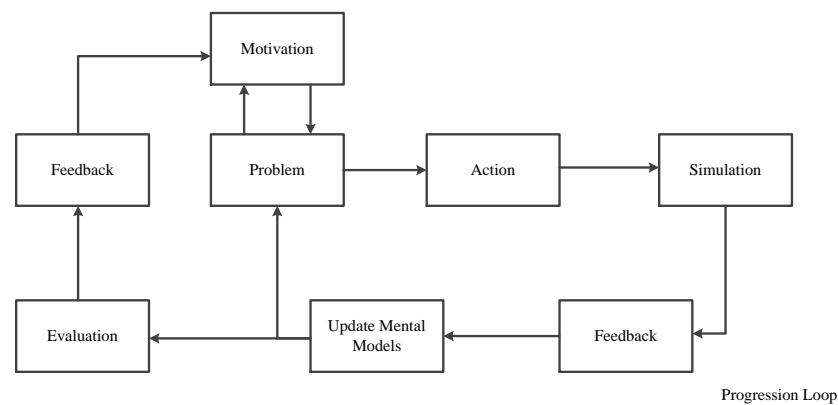 Motivation
Feedback
Problem
Action
Simulation
Evaluation
Update Mental
Models
Feedback
Progression Loop